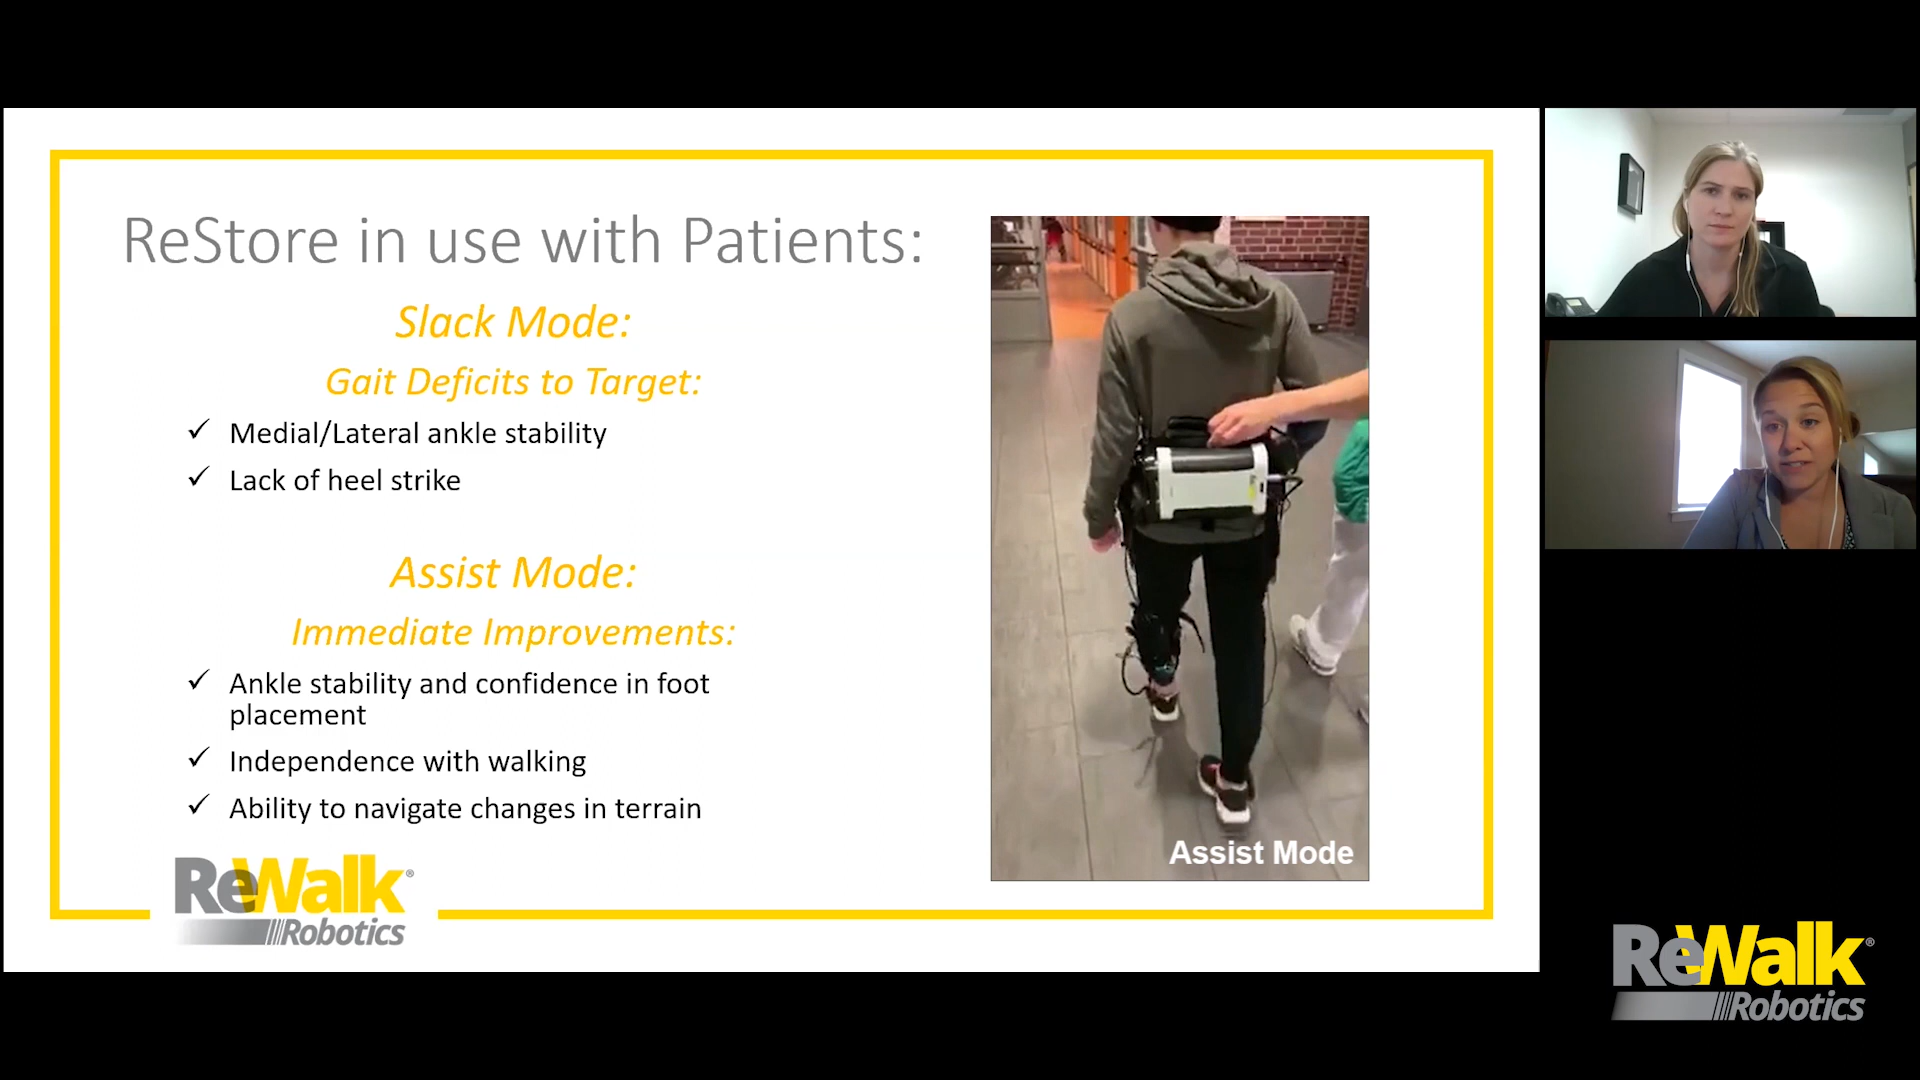 ReStore in use with Patients:
Slack Mode:
Gait Deficits to Target:
✓ Medial/Lateral ankle stability
✓ Lack of heel strike
Assist Mode:
Immediate Improvements:
✓ Ankle stability and confidence in foot
placement
✓ Independence with walking
✓ Ability to navigate changes in terrain
Assist Mode
ReWalk®
Robotics
ReWalk®
Robotics